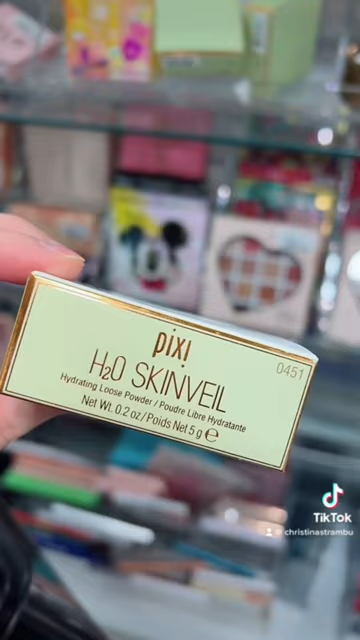 pixi
0451
H2O SKINVEIL
Hydrating Loose Powder / Poudre Libre Hydratante
Net Wt. 0.2 oz / Poids Net 5 g ℮
TikTok
@christinastrambu